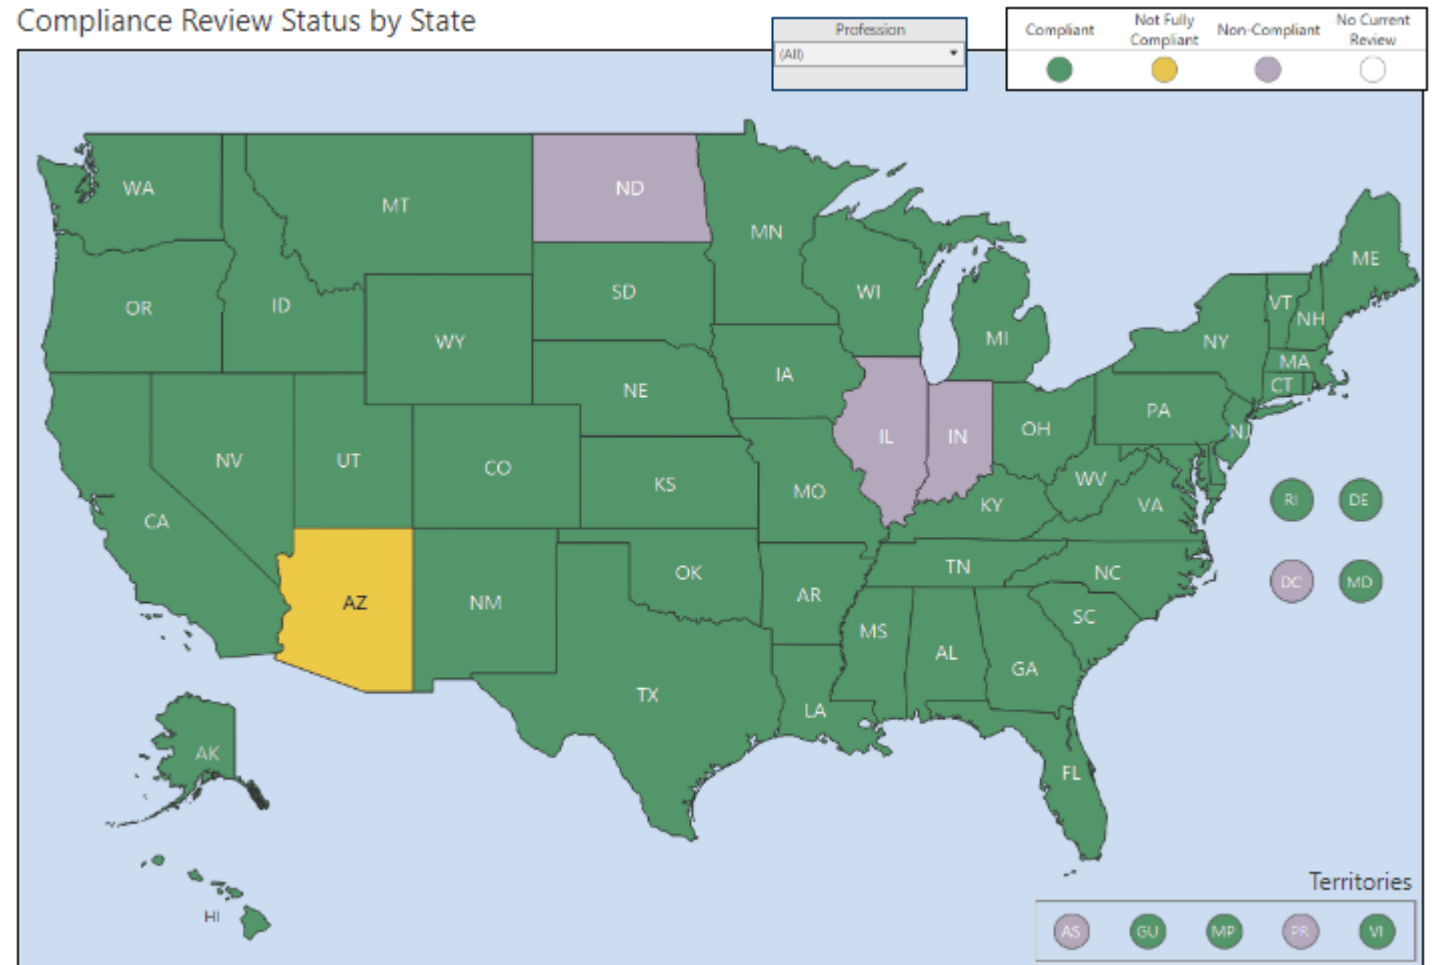 Compliance Review Status by State
Profession
(All)
Compliant
Not Fully
Compliant
Non-Compliant
No Current
Review
WA
MT
ND
MN
OR
ID
WY
SD
WI
MI
ME
VT
NH
NY
MA
CT
NV
UT
CO
NE
IA
IL
IN
OH
PA
NJ
CA
KS
MO
KY
WV
VA
RI
DE
AZ
NM
OK
AR
TN
NC
SC
DC
MD
TX
LA
MS
AL
GA
FL
AK
HI
Territories
AS
GU
MP
PR
VI